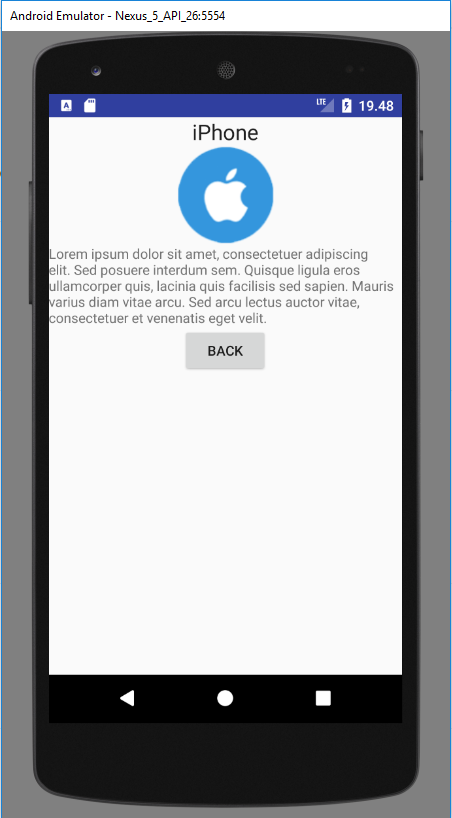 Android Emulator - Nexus_5_API_26:5554
A
LTE
19.48
iPhone
Lorem ipsum dolor sit amet, consectetuer adipiscing
elit. Sed posuere interdum sem. Quisque ligula eros
ullamcorper quis, lacinia quis facilisis sed sapien. Mauris
varius diam vitae arcu. Sed arcu lectus auctor vitae,
consectetuer et venenatis eget velit.
BACK